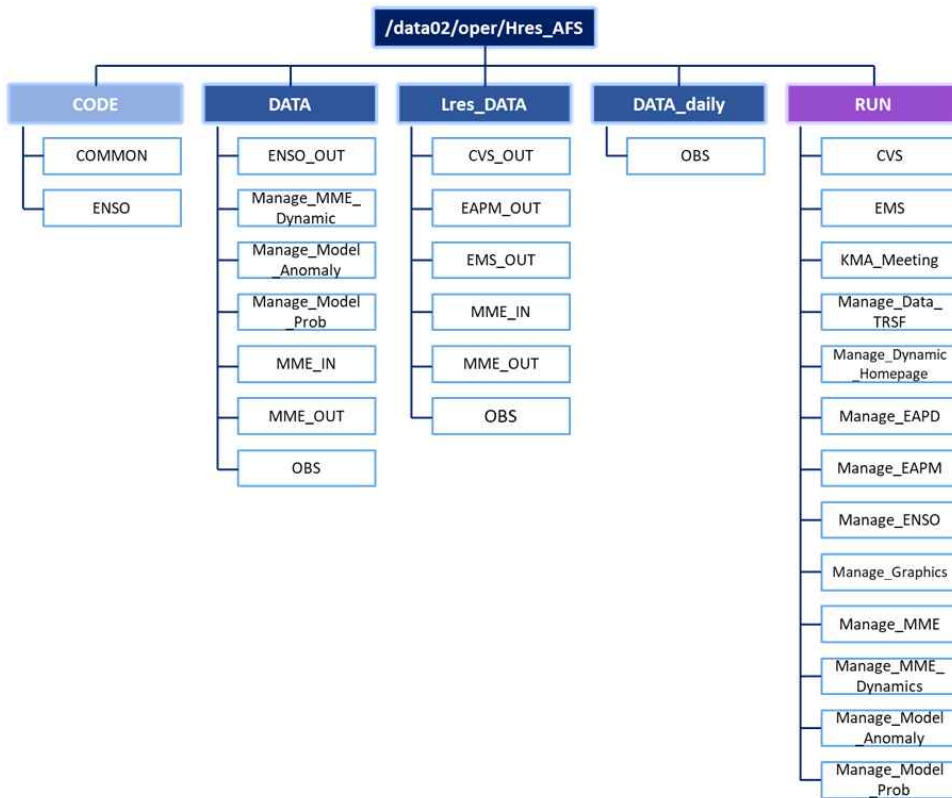 /data02/oper/Hres_AFS
CODE
COMMON
ENSO
DATA
ENSO_OUT
Manage_MME_
Dynamic
Manage_Model
_Anomaly
Manage_Model
_Prob
MME_IN
MME_OUT
OBS
Lres_DATA
CVS_OUT
EAPM_OUT
EMS_OUT
MME_IN
MME_OUT
OBS
DATA_daily
OBS
RUN
CVS
EMS
KMA_Meeting
Manage_Data_
TRSF
Manage_Dynamic
_Homepage
Manage_EAPD
Manage_EAPM
Manage_ENSO
Manage_Graphics
Manage_MME
Manage_MME_
Dynamics
Manage_Model
_Anomaly
Manage_Model
_Prob